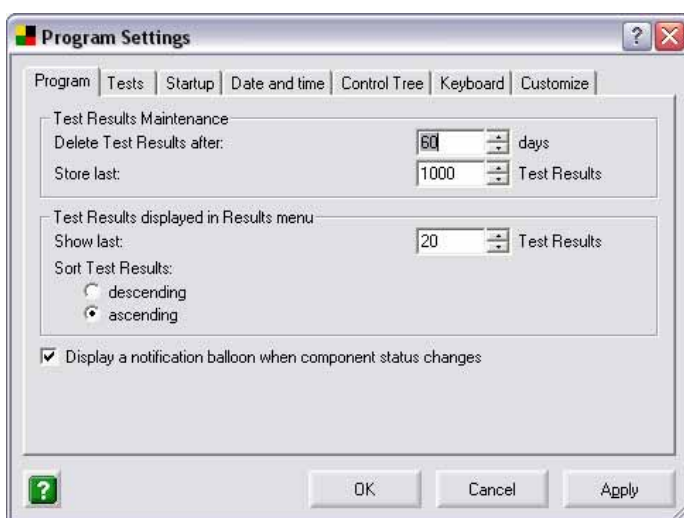 Program Settings
Program Tests Startup Date and time Control Tree Keyboard Customize
Test Results Maintenance
Delete Test Results after: 60 days
Store last: 1000 Test Results
Test Results displayed in Results menu
Show last: 20 Test Results
Sort Test Results:
descending
ascending
Display a notification balloon when component status changes
? OK Cancel Apply